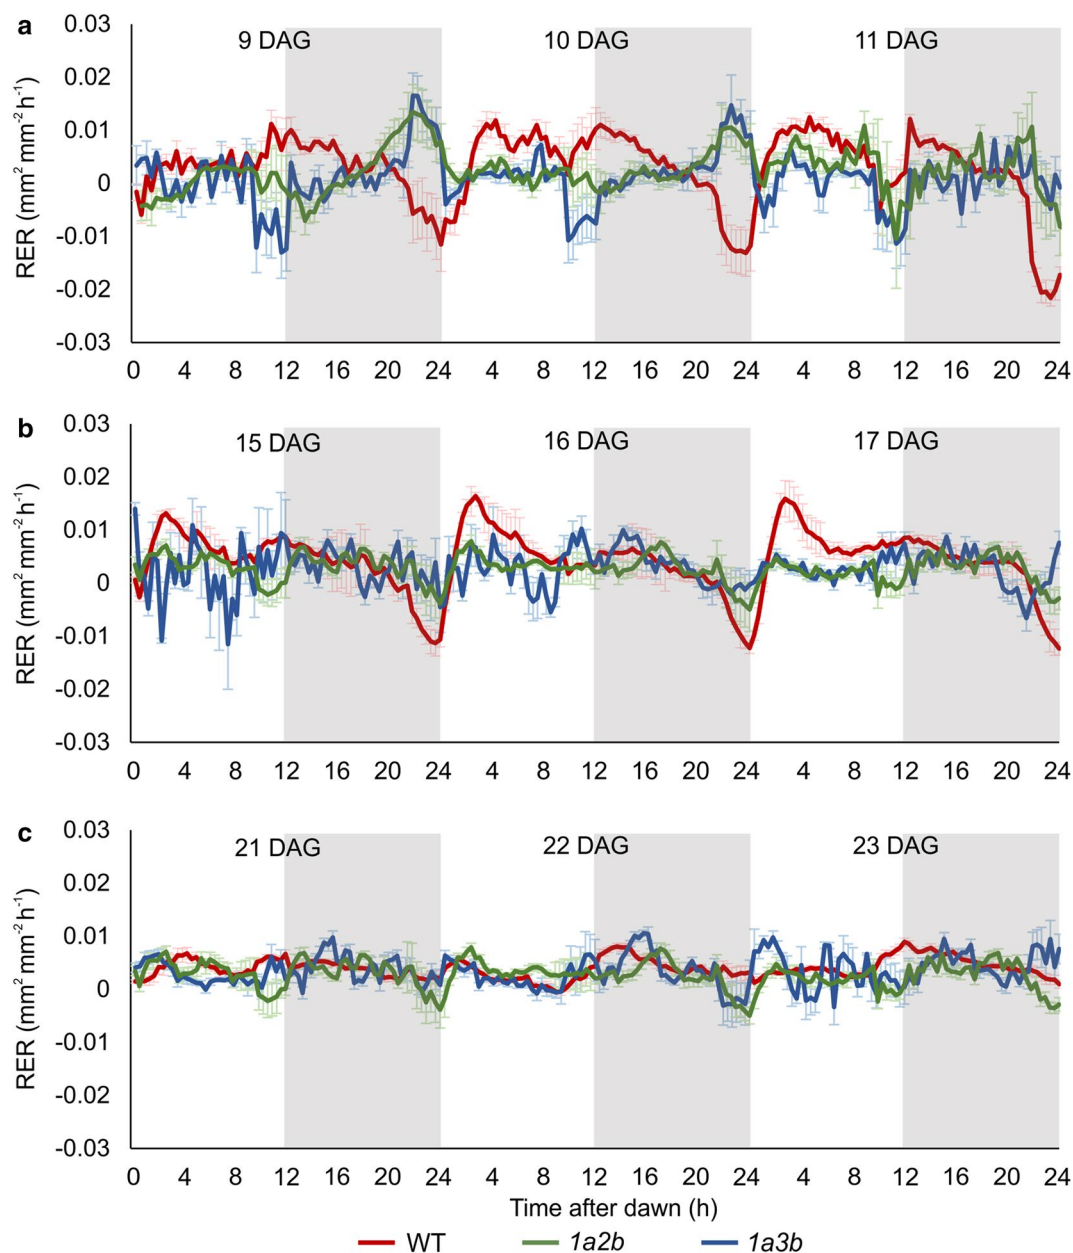 a
RER (mm² mm⁻² h⁻¹)
0.03
0.02
0.01
0
-0.01
-0.02
-0.03
9 DAG 10 DAG 11 DAG
0 4 8 12 16 20 24 4 8 12 16 20 24 4 8 12 16 20 24
b
RER (mm² mm⁻² h⁻¹)
0.03
0.02
0.01
0
-0.01
-0.02
-0.03
15 DAG 16 DAG 17 DAG
0 4 8 12 16 20 24 4 8 12 16 20 24 4 8 12 16 20 24
c
RER (mm² mm⁻² h⁻¹)
0.03
0.02
0.01
0
-0.01
-0.02
-0.03
21 DAG 22 DAG 23 DAG
0 4 8 12 16 20 24 4 8 12 16 20 24 4 8 12 16 20 24
Time after dawn (h)
WT 1a2b 1a3b